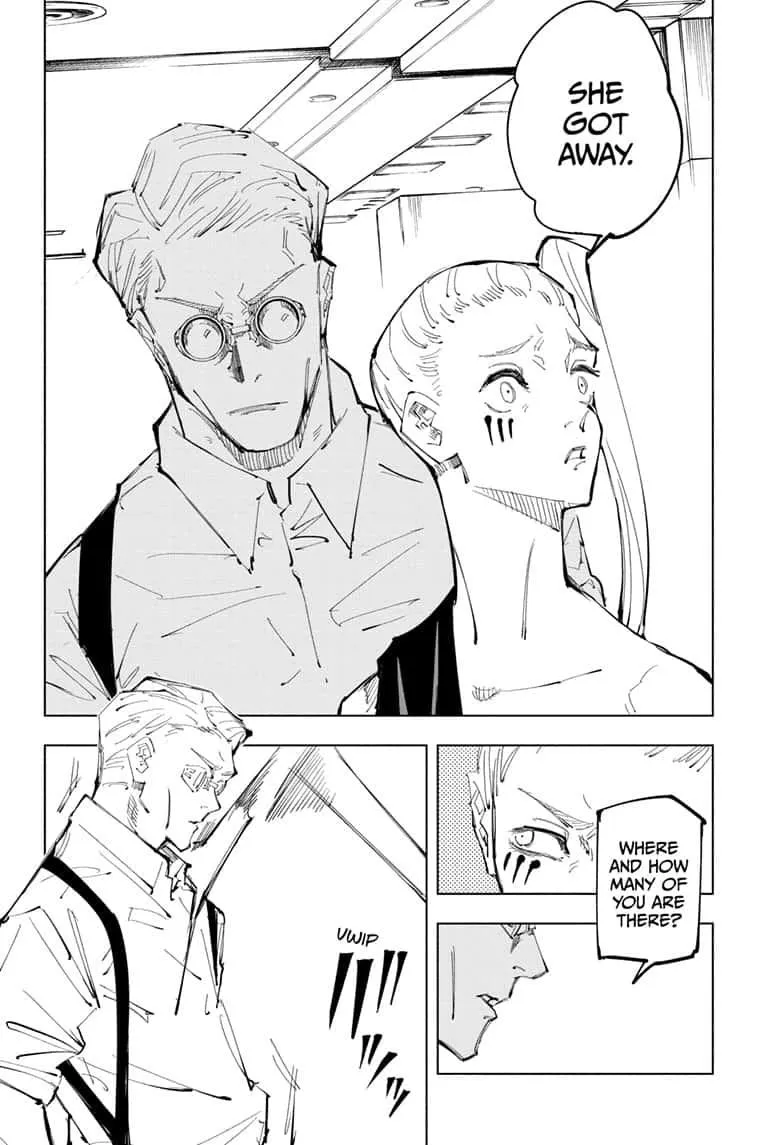 SHE
GOT
AWAY.
WHERE
AND HOW
MANY OF
YOU ARE
THERE?
UWIP